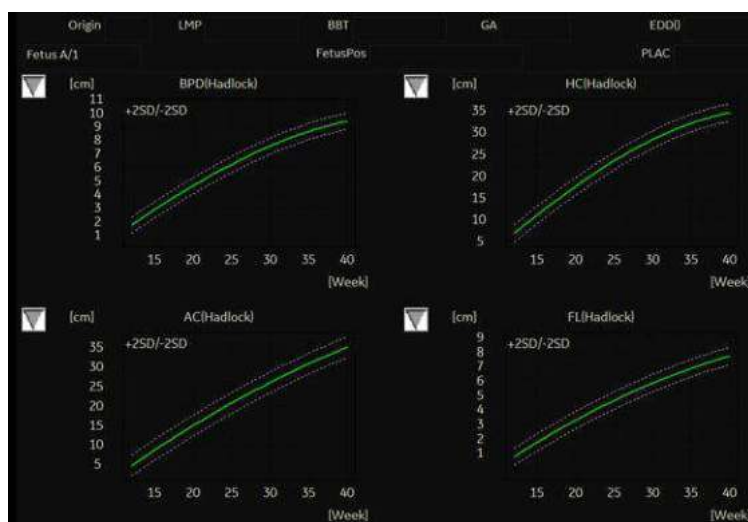 Origin LMP BBT GA EDD()
Fetus A/1 FetusPos PLAC
[cm] BPD(Hadlock)
+2SD/-2SD
11
10
9
8
7
6
5
4
3
2
1
15 20 25 30 35 40
[Week]
[cm] HC(Hadlock)
+2SD/-2SD
35
30
25
20
15
10
5
15 20 25 30 35 40
[Week]
[cm] AC(Hadlock)
+2SD/-2SD
35
30
25
20
15
10
5
15 20 25 30 35 40
[Week]
[cm] FL(Hadlock)
+2SD/-2SD
9
8
7
6
5
4
3
2
1
15 20 25 30 35 40
[Week]